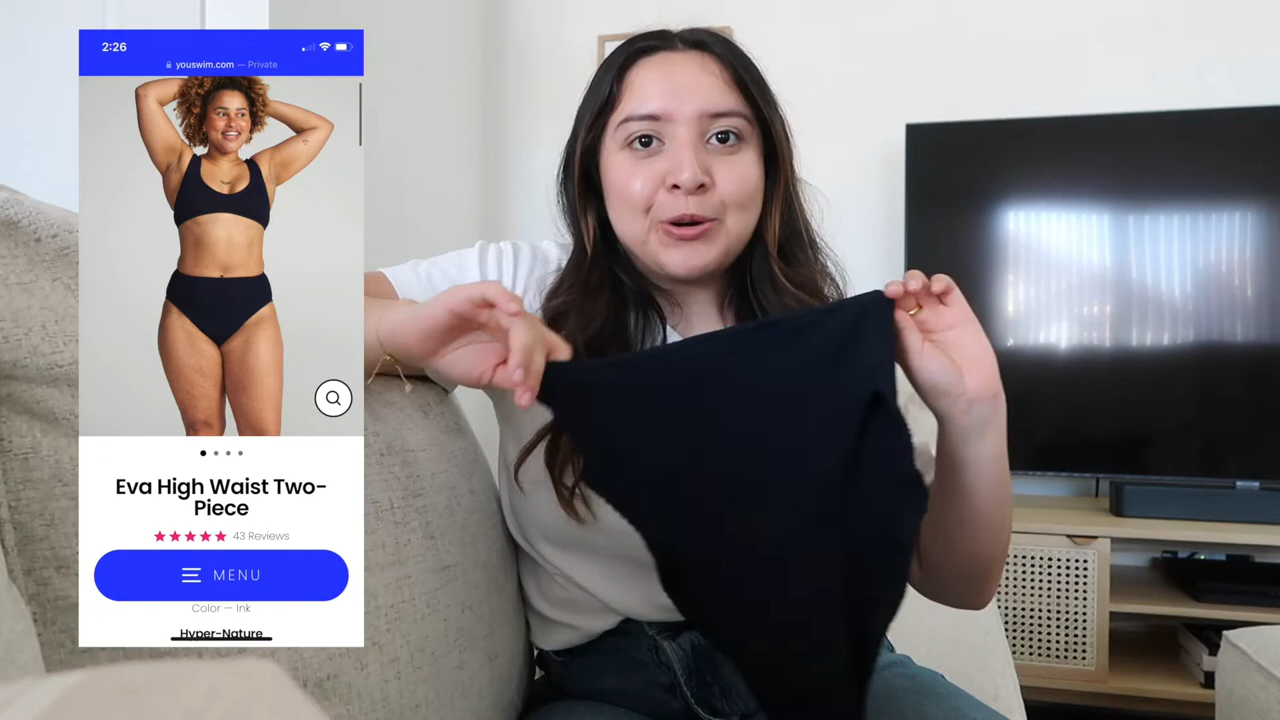 2:26
youswim.com — Private
Eva High Waist Two-
Piece
43 Reviews
MENU
Color — Ink
Hyper-Nature